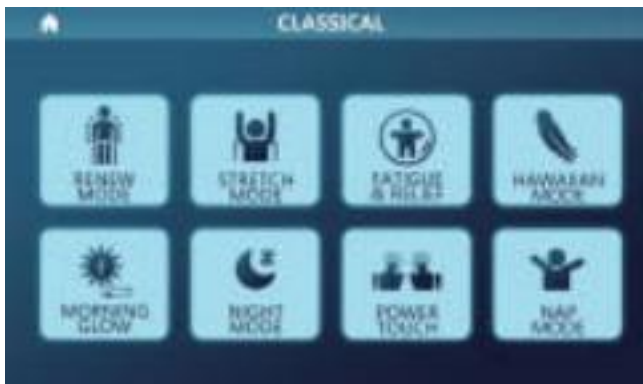 CLASSICAL
RENEW
MODE
STRETCH
MODE
FATIGUE
& RELIEF
HAWAIIAN
MODE
MORNING
GLOW
NIGHT
MODE
POWER
TOUCH
NAP
MODE